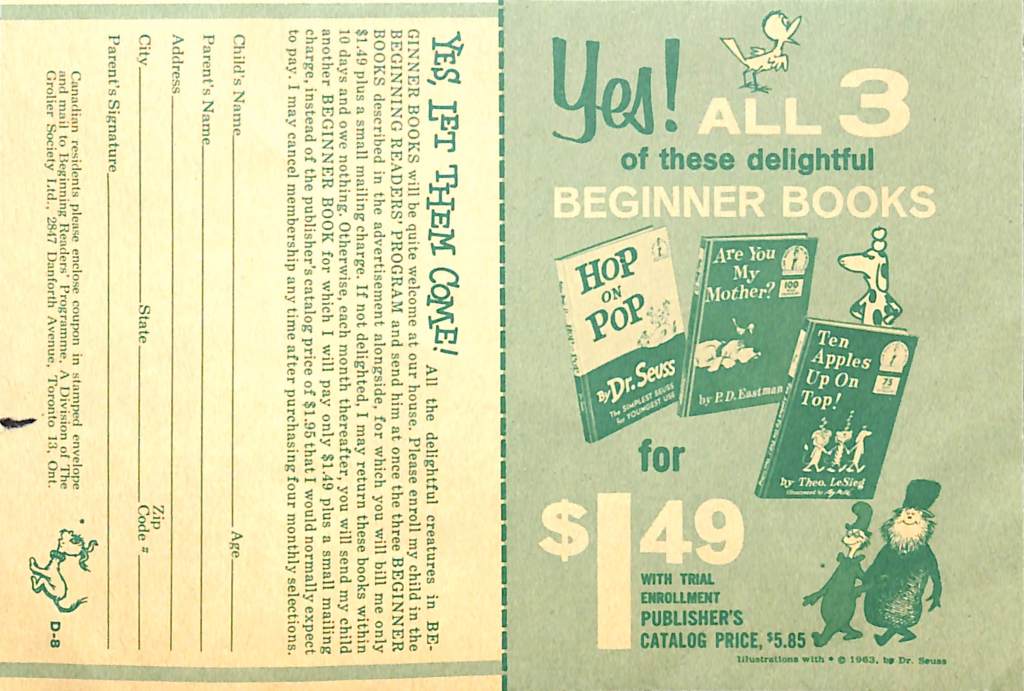 Yes! ALL 3
of these delightful
BEGINNER BOOKS
HOP
ON
POP
By Dr. Seuss
The SIMPLEST SEUSS
for YOUNGEST USE
Are You
My
Mother?
100
by P. D. Eastman
Ten
Apples
Up On
Top!
75
by Theo. LeSieg
for
$1.49
WITH TRIAL
ENROLLMENT
PUBLISHER'S
CATALOG PRICE, $5.85
Illustrations with * © 1963, by Dr. Seuss
YES, LET THEM COME! All the delightful creatures in BE-
GINNER BOOKS will be quite welcome at our house. Please enroll my child in the
BEGINNING READERS' PROGRAM and send him at once the three BEGINNER
BOOKS described in the advertisement alongside, for which you will bill me only
$1.49 plus a small mailing charge. If not delighted, I may return these books within
10 days and owe nothing. Otherwise, each month thereafter, you will send my child
another BEGINNER BOOK for which I will pay only $1.49 plus a small mailing
charge, instead of the publisher's catalog price of $1.95 that I would normally expect
to pay. I may cancel membership any time after purchasing four monthly selections.
Child's Name Age
Parent's Name
Address
City State Zip Code #
Parent's Signature
Canadian residents please enclose coupon in stamped envelope
and mail to Beginning Readers' Programme, A Division of The
Grolier Society Ltd., 2847 Danforth Avenue, Toronto 13, Ont.
* D-8